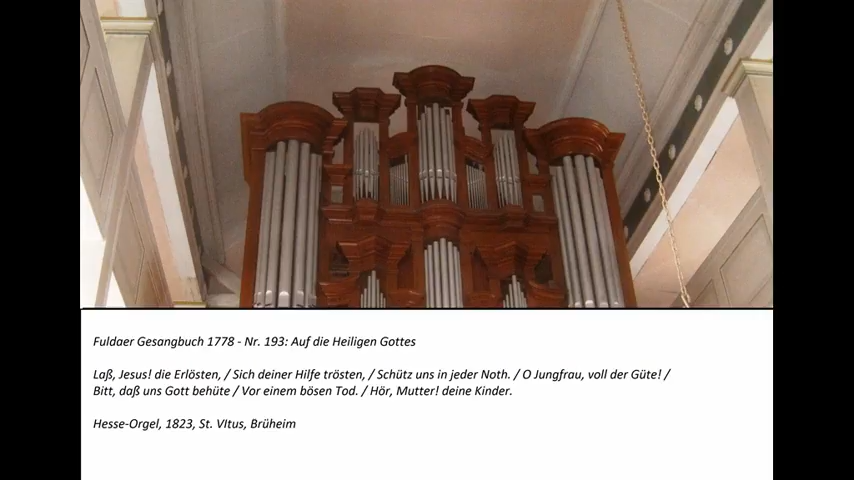 Fuldaer Gesangbuch 1778 - Nr. 193: Auf die Heiligen Gottes
Laß, Jesus! die Erlösten, / Sich deiner Hilfe trösten, / Schütz uns in jeder Noth. / O Jungfrau, voll der Güte! /
Bitt, daß uns Gott behüte / Vor einem bösen Tod. / Hör, Mutter! deine Kinder.
Hesse-Orgel, 1823, St. VItus, Brüheim